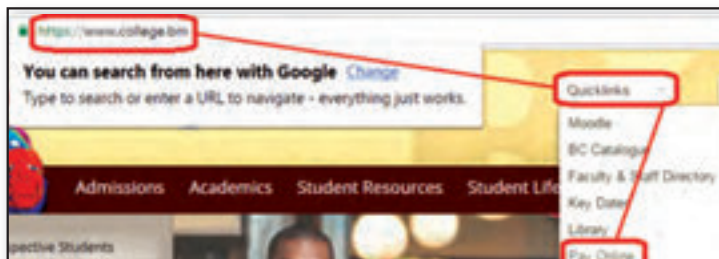 https://www.college.bm
You can search from here with Google Change
Type to search or enter a URL to navigate – everything just works.
Quicklinks
Moodle
BC Catalogue
Faculty & Staff Directory
Key Dates
Library
Pay Online
Admissions Academics Student Resources Student Life
spective Students